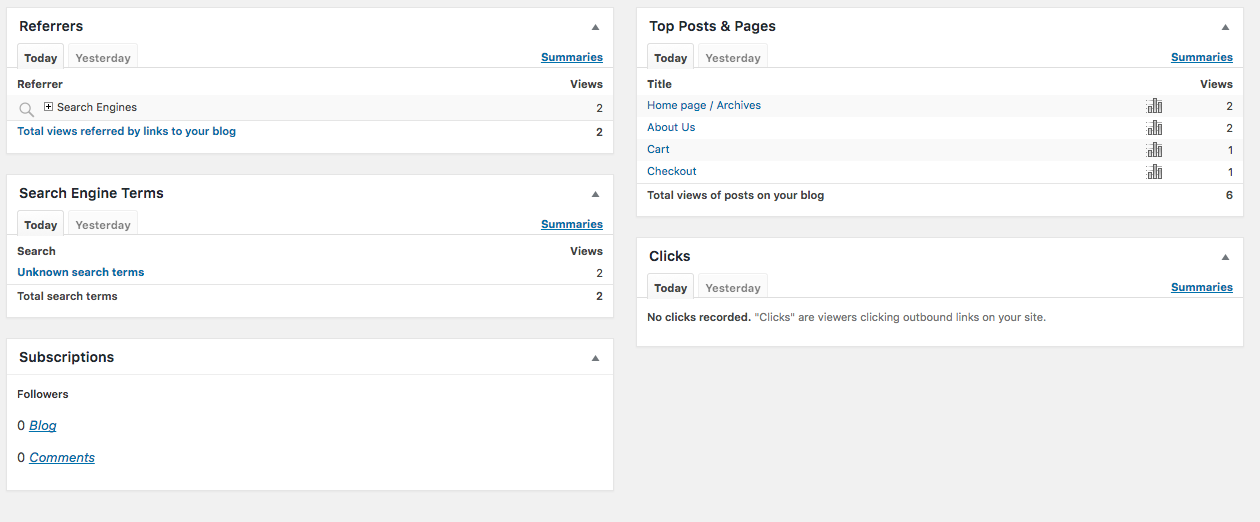 Referrers
Today Yesterday Summaries
Referrer Views
Search Engines 2
Total views referred by links to your blog 2
Search Engine Terms
Today Yesterday Summaries
Search Views
Unknown search terms 2
Total search terms 2
Subscriptions
Followers
0 Blog
0 Comments
Top Posts & Pages
Today Yesterday Summaries
Title Views
Home page / Archives 2
About Us 2
Cart 1
Checkout 1
Total views of posts on your blog 6
Clicks
Today Yesterday Summaries
No clicks recorded. "Clicks" are viewers clicking outbound links on your site.